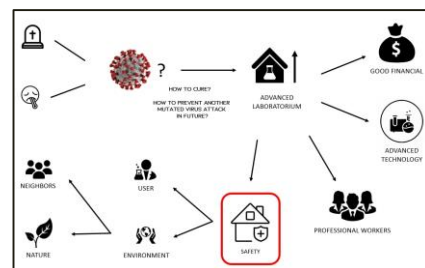 ?
HOW TO CURE?
HOW TO PREVENT ANOTHER
MUTATED VIRUS ATTACK
IN FUTURE?
ADVANCED
LABORATORIUM
$
GOOD FINANCIAL
ADVANCED
TECHNOLOGY
PROFESSIONAL WORKERS
SAFETY
USER
ENVIRONMENT
NEIGHBORS
NATURE